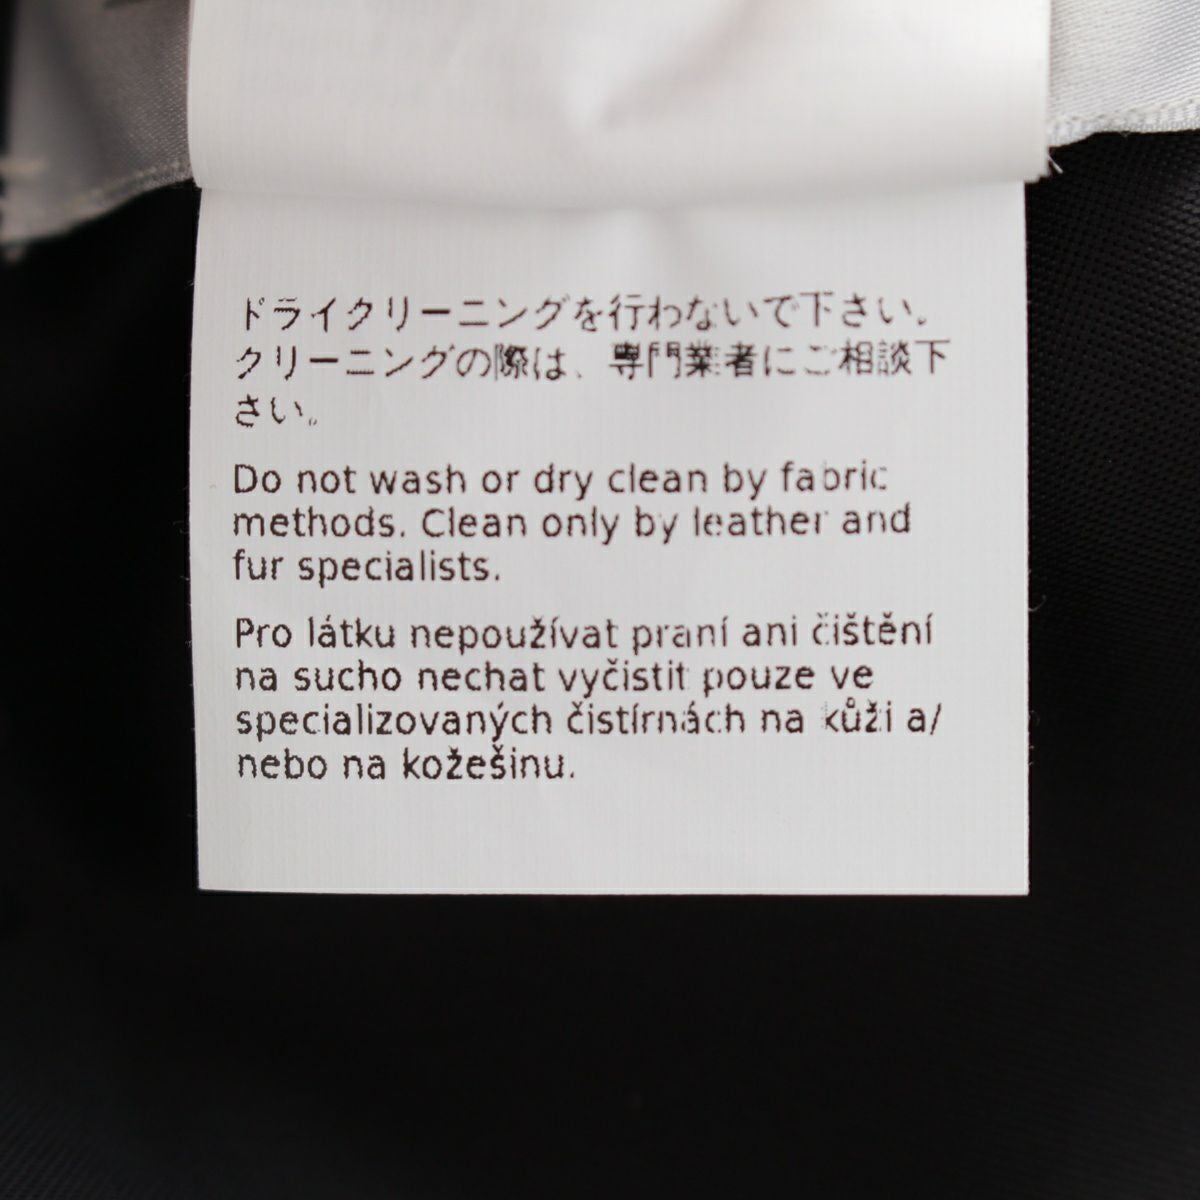 ドライクリーニングを行わないで下さい。
クリーニングの際は、専門業者にご相談下
さい。
Do not wash or dry clean by fabric
methods. Clean only by leather and
fur specialists.
Pro látku nepoužívat praní ani čištění
na sucho nechat vyčistit pouze ve
specializovaných čistírnách na kůži a/
nebo na kožešinu.